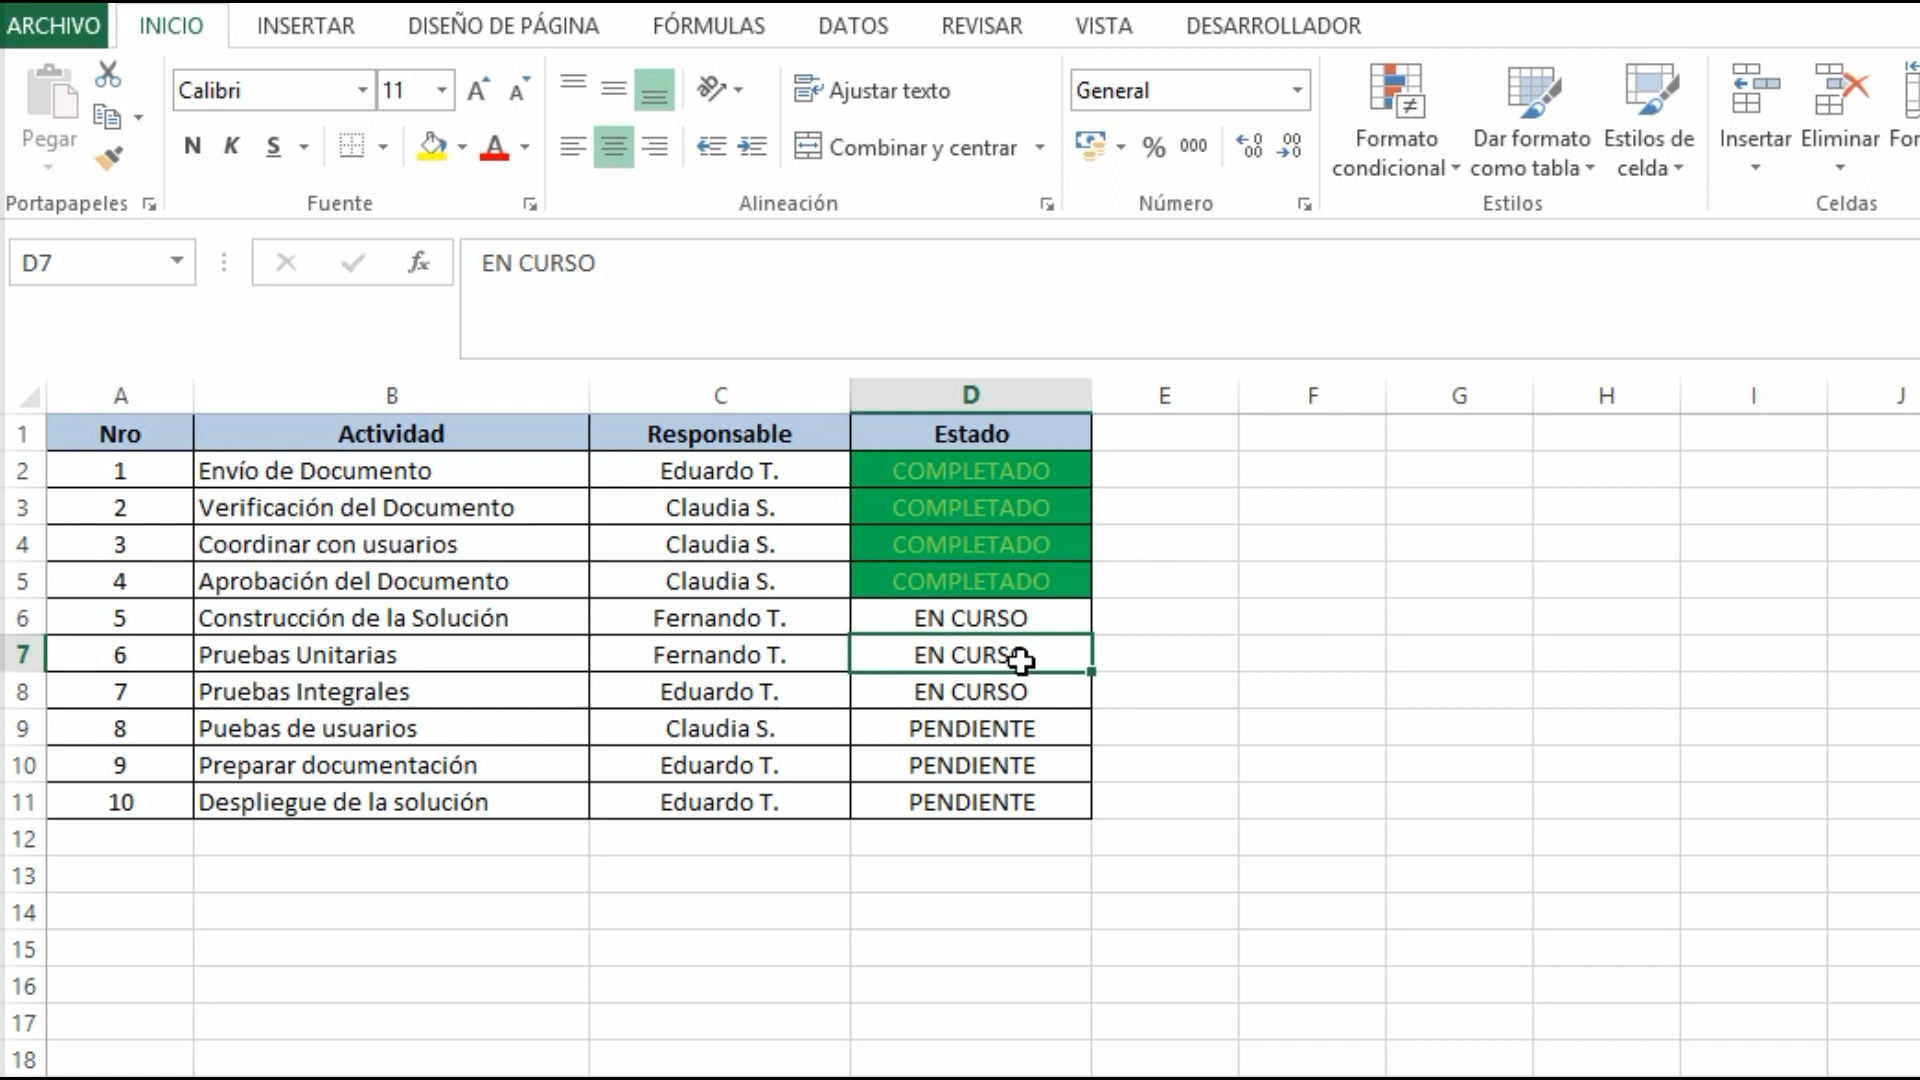 ARCHIVO INICIO INSERTAR DISEÑO DE PÁGINA FÓRMULAS DATOS REVISAR VISTA DESARROLLADOR
Calibri 11 Ajustar texto General
Pegar N K S A Combinar y centrar % 000 Formato condicional Dar formato como tabla Estilos de celda Insertar Eliminar For
Portapapeles Fuente Alineación Número Estilos Celdas
D7 fx EN CURSO
A B C D E F G H I J
1 Nro Actividad Responsable Estado
2 1 Envío de Documento Eduardo T. COMPLETADO
3 2 Verificación del Documento Claudia S. COMPLETADO
4 3 Coordinar con usuarios Claudia S. COMPLETADO
5 4 Aprobación del Documento Claudia S. COMPLETADO
6 5 Construcción de la Solución Fernando T. EN CURSO
7 6 Pruebas Unitarias Fernando T. EN CURSO
8 7 Pruebas Integrales Eduardo T. EN CURSO
9 8 Puebas de usuarios Claudia S. PENDIENTE
10 9 Preparar documentación Eduardo T. PENDIENTE
11 10 Despliegue de la solución Eduardo T. PENDIENTE
12
13
14
15
16
17
18